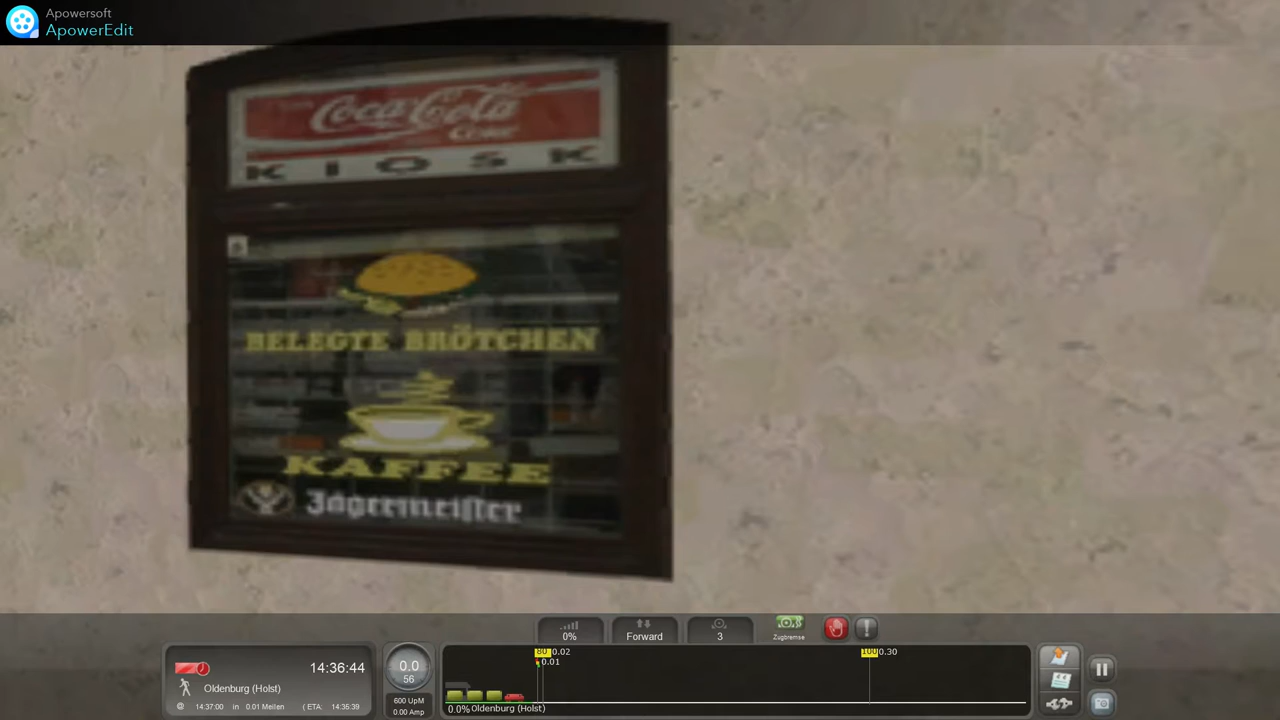 Apowersoft
ApowerEdit
Coca-Cola
Coke
KIOSK
BELEGTE BRÖTCHEN
KAFFEE
Jägermeister
0%
Forward
3
Zugbremse
14:36:44
Oldenburg (Holst)
@ 14:37:00 in 0.01 Meilen ( ETA: 14:36:39
0.0
56
600 UpM
0.00 Amp
80 0.02
0.01
100 0.30
0.0% Oldenburg (Holst)